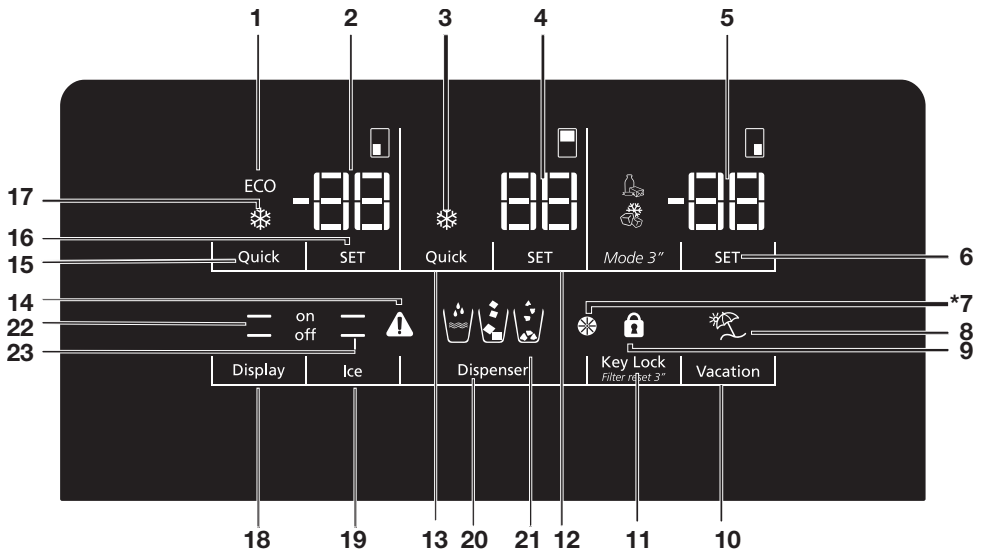 1 2 3 4 5
ECO
17 -88 88 -88
16
15 Quick SET Quick SET Mode 3" SET 6
14 *7
22 on 8
23 off 9
Display Ice Dispenser Key Lock Vacation
Filter reset 3"
18 19 13 20 21 12 11 10